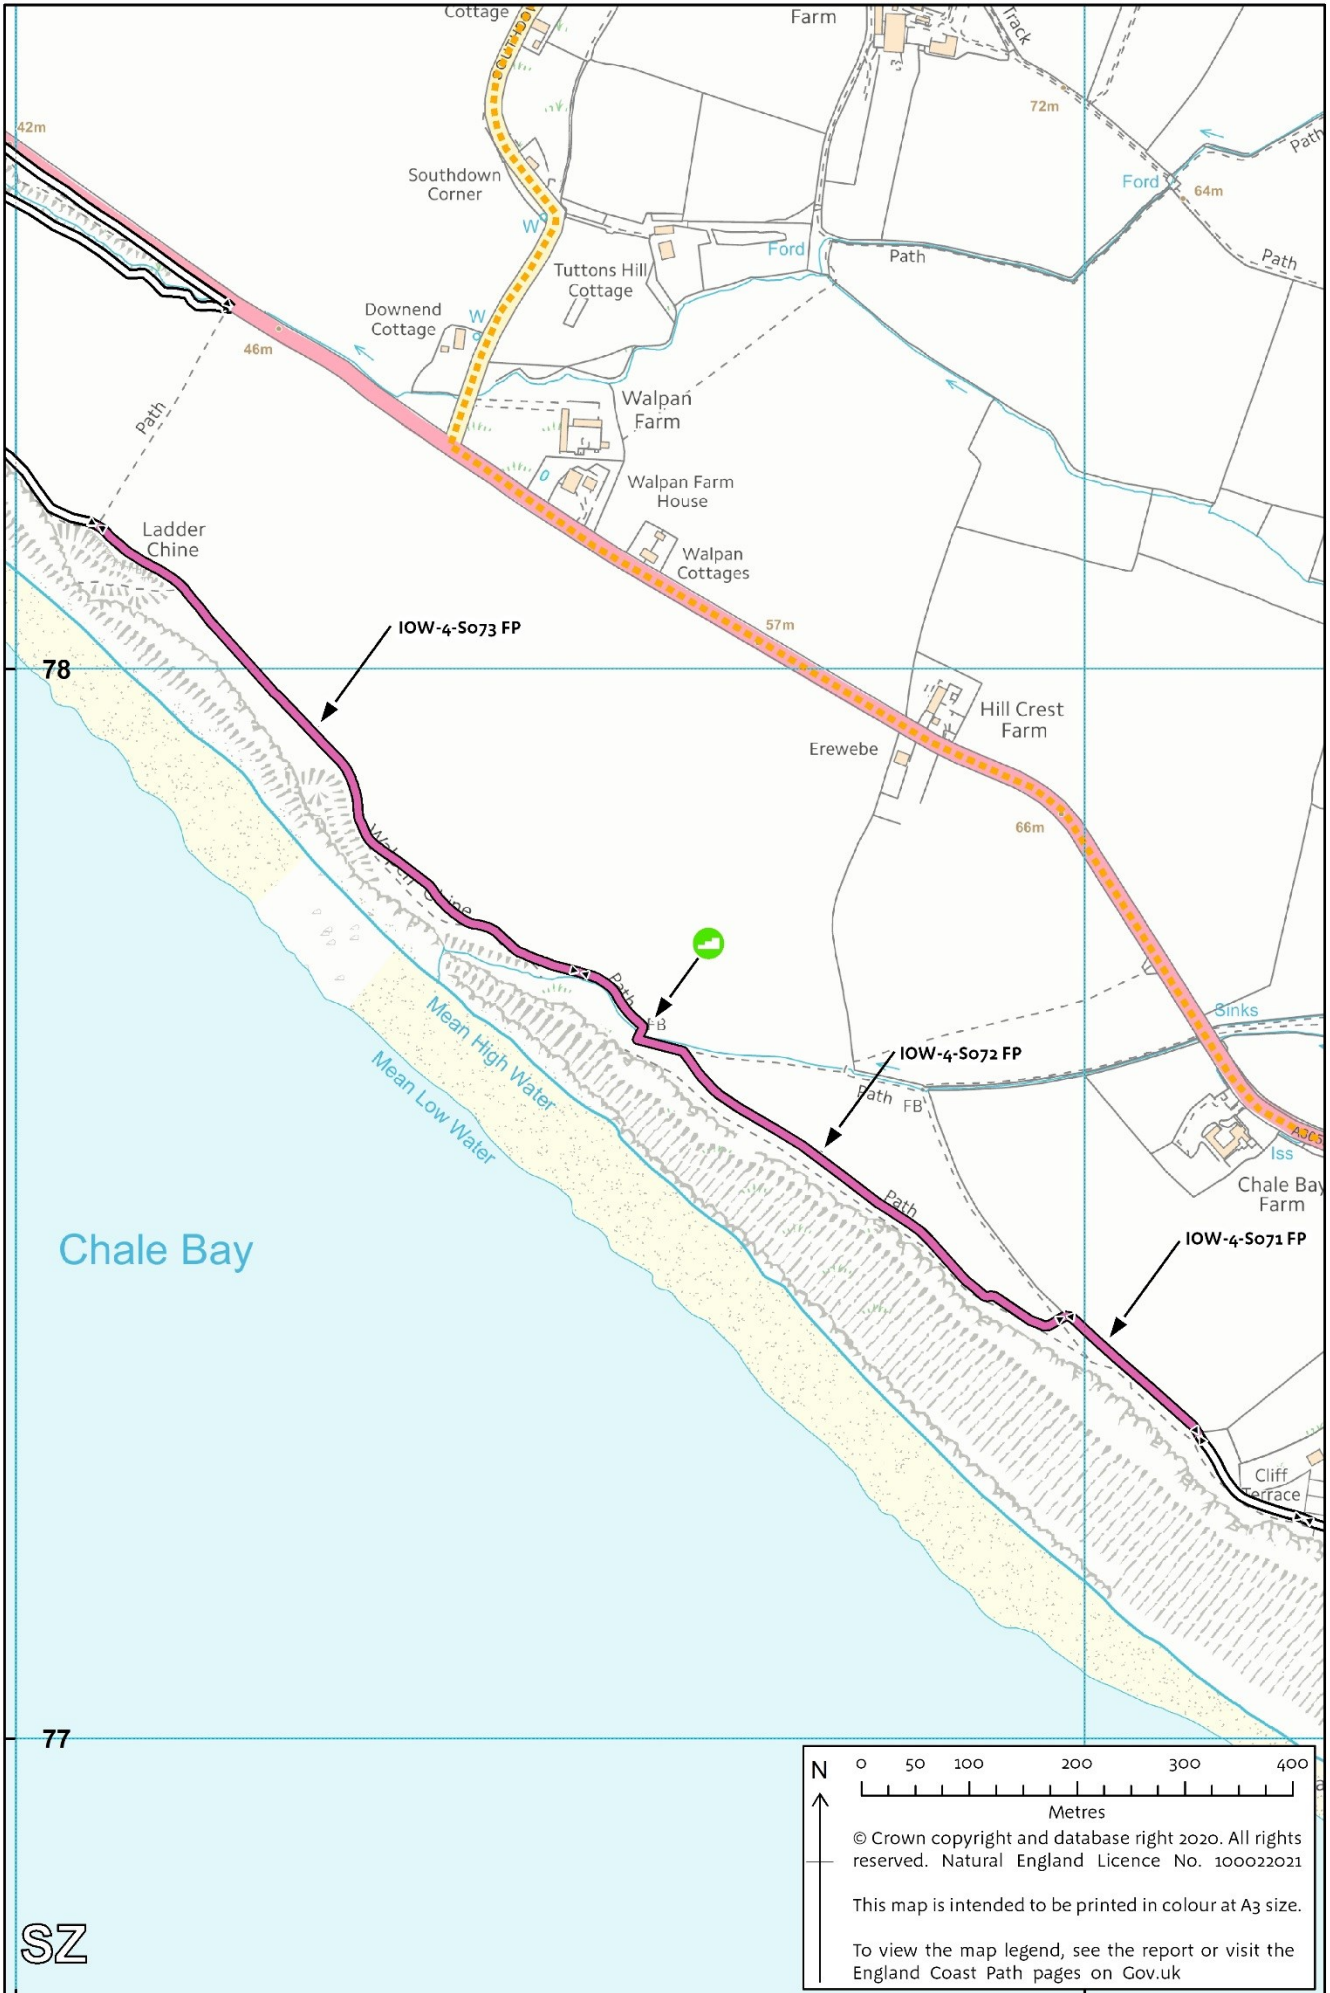 Cottage
Farm
Track
72m
42m
Path
Southdown
Corner
Ford
64m
W
Ford
Path
Path
Tuttons Hill
Cottage
Downend
Cottage
W
46m
Walpan
Farm
Path
Walpan Farm
House
Ladder
Chine
Walpan
Cottages
IOW-4-S073 FP
57m
78
Hill Crest
Farm
Erewebe
66m
Path
FB
Mean High Water
Sinks
Mean Low Water
IOW-4-S072 FP
Path
FB
Iss
Chale Bay
Farm
Path
Chale Bay
IOW-4-S071 FP
Cliff
Terrace
77
N
0 50 100 200 300 400
Metres
© Crown copyright and database right 2020. All rights
reserved. Natural England Licence No. 100022021
This map is intended to be printed in colour at A3 size.
To view the map legend, see the report or visit the
England Coast Path pages on Gov.uk
SZ